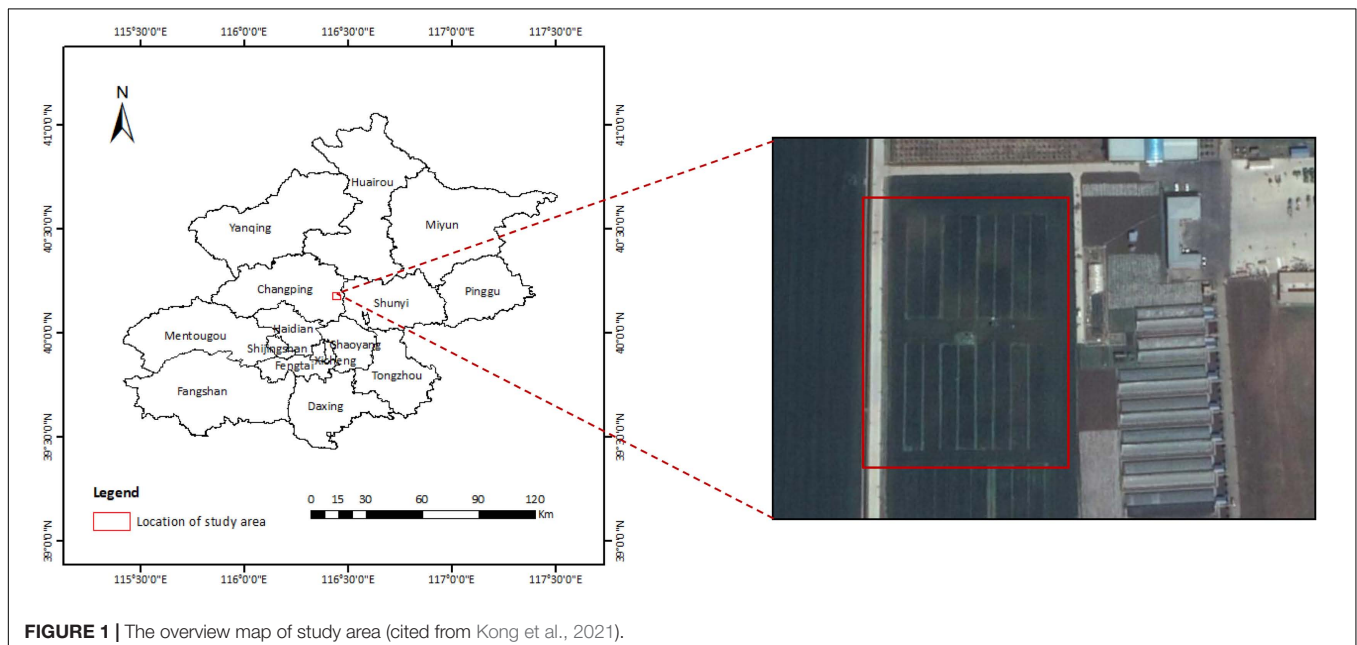 115°30'0"E 116°0'0"E 116°30'0"E 117°0'0"E 117°30'0"E
N
41°0'0"N
40°30'0"N
40°0'0"N
39°30'0"N
39°0'0"N
41°0'0"N
40°30'0"N
40°0'0"N
39°30'0"N
39°0'0"N
Huairou
Miyun
Yanqing
Changping
Shunyi
Pinggu
Mentougou
Haidian
Shijingshan
Shaoyang
Fengtai
Xicheng
Tongzhou
Fangshan
Daxing
Legend
Location of study area
0 15 30 60 90 120
Km
115°30'0"E 116°0'0"E 116°30'0"E 117°0'0"E 117°30'0"E
FIGURE 1 | The overview map of study area (cited from Kong et al., 2021).